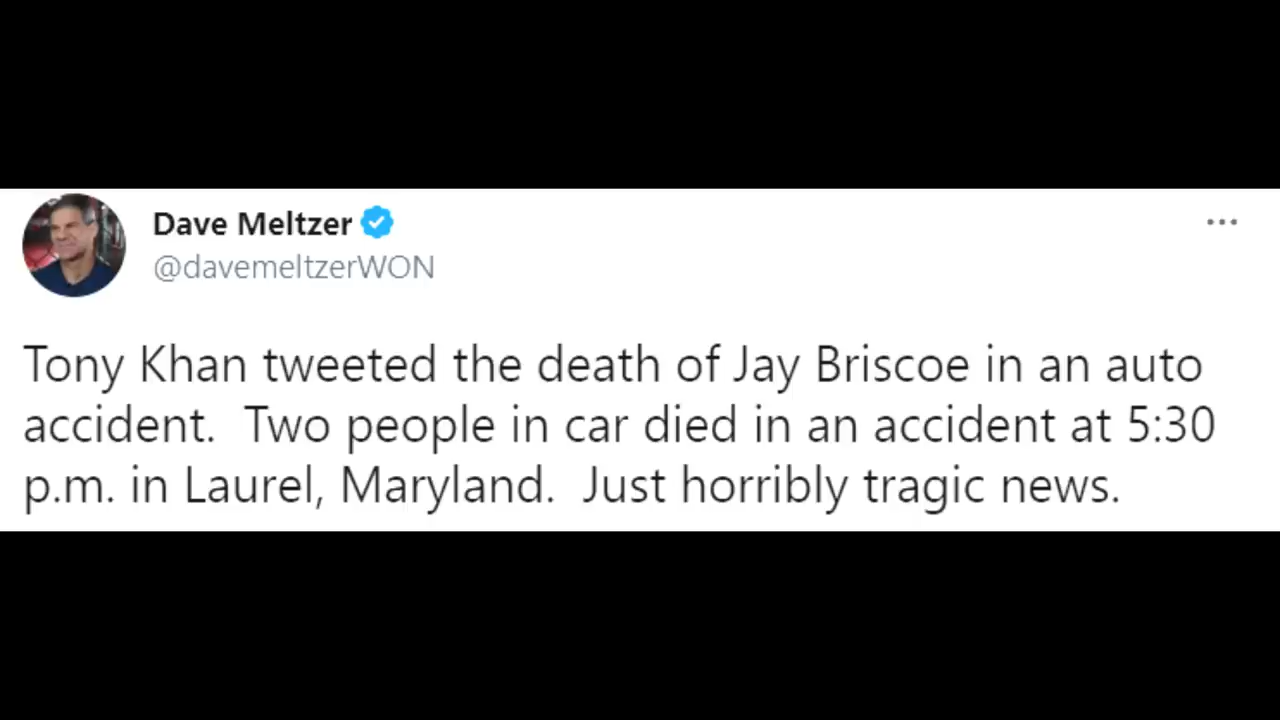 Dave Meltzer
@davemeltzerWON
Tony Khan tweeted the death of Jay Briscoe in an auto
accident.  Two people in car died in an accident at 5:30
p.m. in Laurel, Maryland.  Just horribly tragic news.